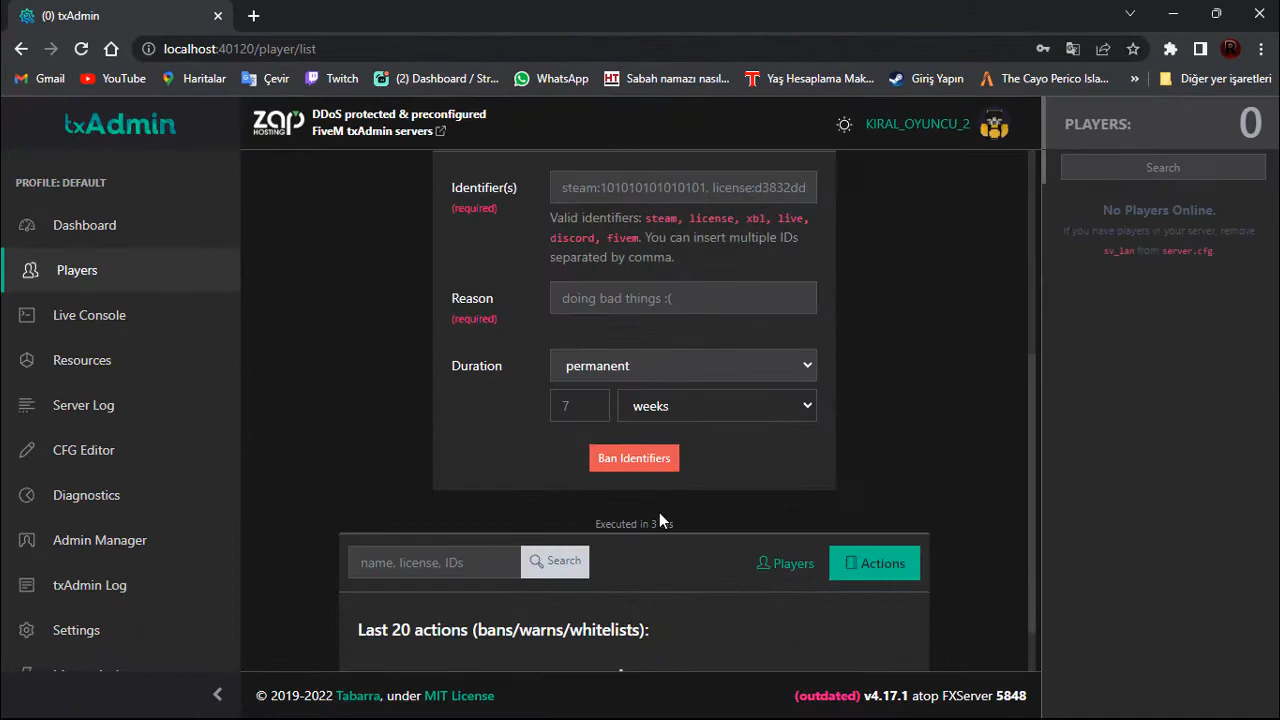 (0) txAdmin
localhost:40120/player/list
Gmail
YouTube
Haritalar
Çevir
Twitch
(2) Dashboard / Str...
WhatsApp
HT
Sabah namazı nasıl...
T
Yaş Hesaplama Mak...
Giriş Yapın
The Cayo Perico Isla...
»
Diğer yer işaretleri
txAdmin
ZAP
HOSTING
DDoS protected & preconfigured
FiveM txAdmin servers
KIRAL_OYUNCU_2
PLAYERS:
0
PROFILE: DEFAULT
Dashboard
Players
Live Console
Resources
Server Log
CFG Editor
Diagnostics
Admin Manager
txAdmin Log
Settings
Identifier(s)
(required)
steam:101010101010101, license:d3832dd
Valid identifiers: steam, license, xbl, live,
discord, fivem. You can insert multiple IDs
separated by comma.
Reason
(required)
doing bad things :(
Duration
permanent
7
weeks
Ban Identifiers
Executed in 3
name, license, IDs
Search
Players
Actions
Last 20 actions (bans/warns/whitelists):
Search
No Players Online.
If you have players in your server, remove
sv_lan from server.cfg.
© 2019-2022 Tabarra, under MIT License
(outdated) v4.17.1 atop FXServer 5848